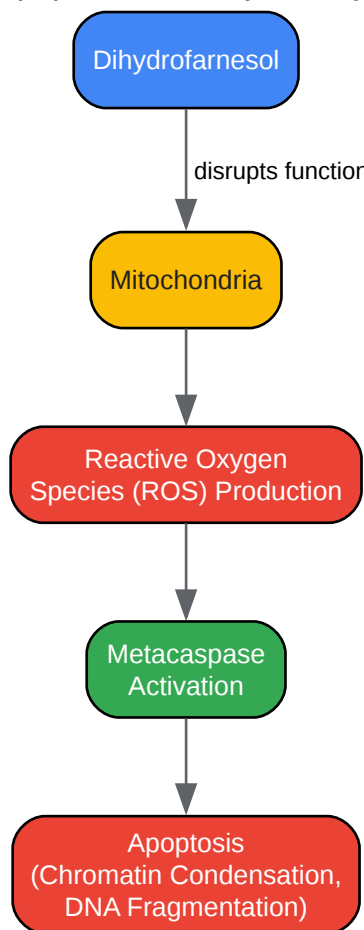 Dihydrofarnesol
disrupts function
Mitochondria
Reactive Oxygen
Species (ROS) Production
Metacaspase
Activation
Apoptosis
(Chromatin Condensation,
DNA Fragmentation)